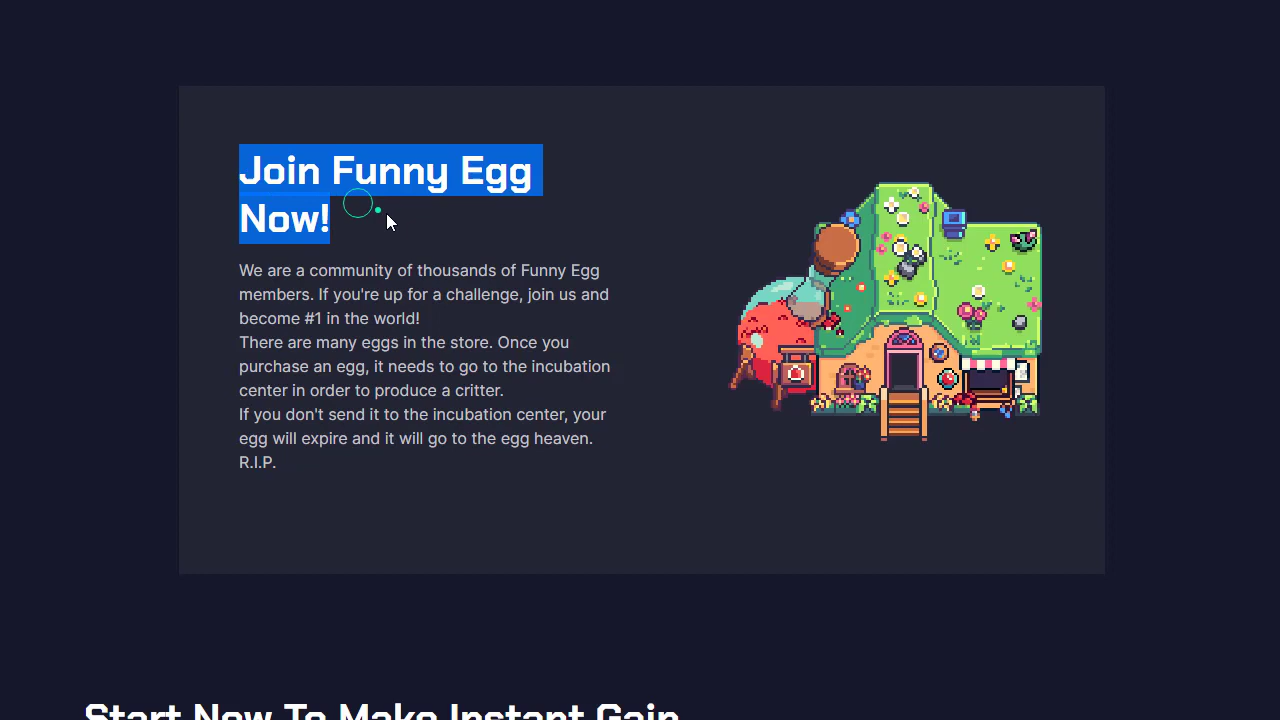 Join Funny Egg
Now!
We are a community of thousands of Funny Egg
members. If you're up for a challenge, join us and
become #1 in the world!
There are many eggs in the store. Once you
purchase an egg, it needs to go to the incubation
center in order to produce a critter.
If you don't send it to the incubation center, your
egg will expire and it will go to the egg heaven.
R.I.P.
Start Now To Make Instant Gain